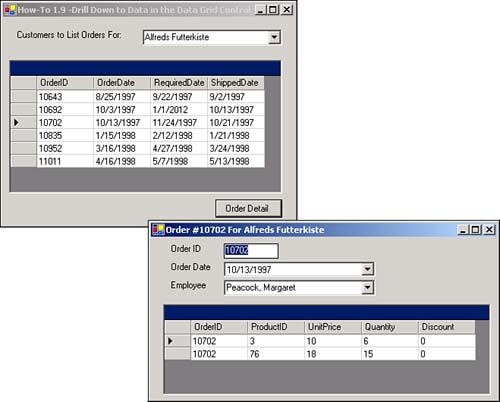 How-To 1.9 -Drill Down to Data in the Data Grid Control
Customers to List Orders For: Alfreds Futterkiste
OrderID OrderDate RequiredDate ShippedDate
10643 8/25/1997 9/22/1997 9/2/1997
10692 10/3/1997 1/1/2012 10/13/1997
10702 10/13/1997 11/24/1997 10/21/1997
10835 1/15/1998 2/12/1998 1/21/1998
10952 3/16/1998 4/27/1998 3/24/1998
11011 4/16/1998 5/7/1998 5/13/1998
Order Detail
Order #10702 For Alfreds Futterkiste
Order ID 10702
Order Date 10/13/1997
Employee Peacock, Margaret
OrderID ProductID UnitPrice Quantity Discount
10702 3 10 6 0
10702 76 18 15 0